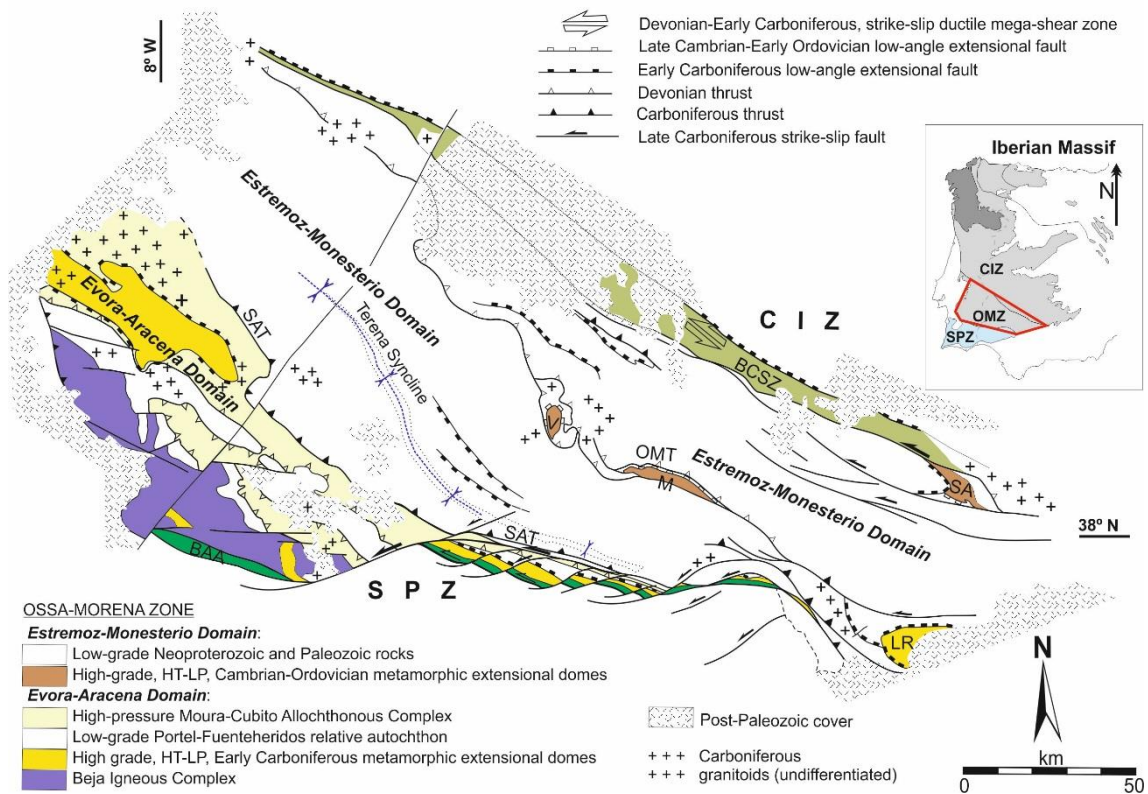 8º W
Devonian-Early Carboniferous, strike-slip ductile mega-shear zone
Late Cambrian-Early Ordovician low-angle extensional fault
Early Carboniferous low-angle extensional fault
Devonian thrust
Carboniferous thrust
Late Carboniferous strike-slip fault
Iberian Massif
N
CIZ
OMZ
SPZ
Estremoz-Monesterio Domain
Evora-Aracena Domain
SAT
Terena Syncline
C I Z
BCSZ
V
OMT
M
Estremoz-Monesterio Domain
SA
38º N
SAT
BAA
S P Z
LR
OSSA-MORENA ZONE
Estremoz-Monesterio Domain:
Low-grade Neoproterozoic and Paleozoic rocks
High-grade, HT-LP, Cambrian-Ordovician metamorphic extensional domes
Evora-Aracena Domain:
High-pressure Moura-Cubito Allochthonous Complex
Low-grade Portel-Fuenteheridos relative autochthon
High grade, HT-LP, Early Carboniferous metamorphic extensional domes
Beja Igneous Complex
Post-Paleozoic cover
Carboniferous
granitoids (undifferentiated)
N
km
0 50